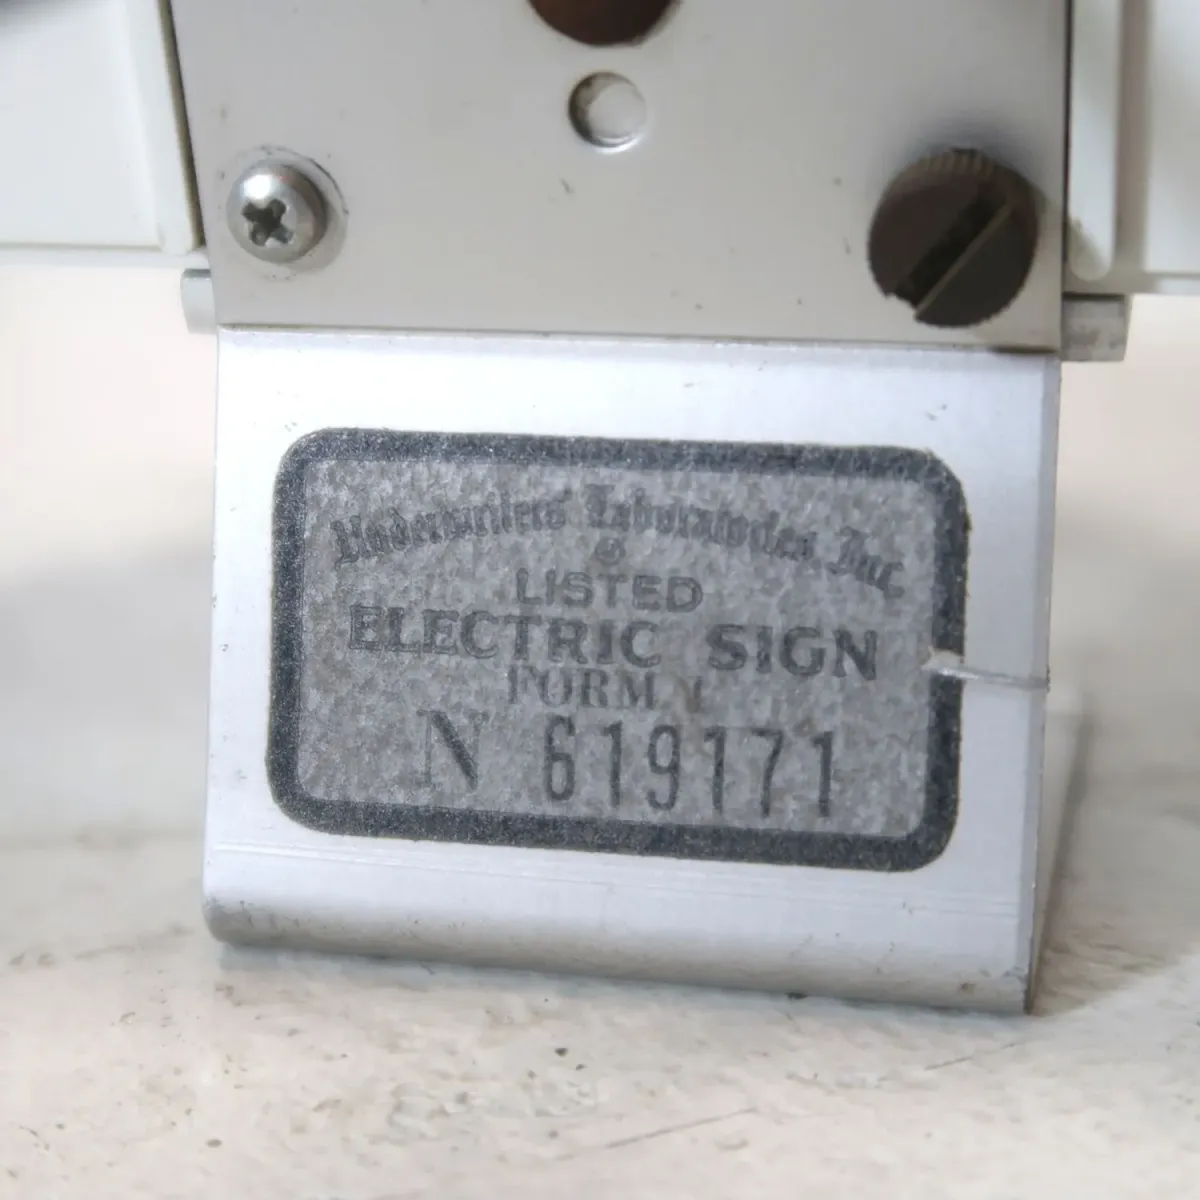 Underwriters' Laboratories, Inc.
LISTED
ELECTRIC SIGN
FORM 1
N 619171